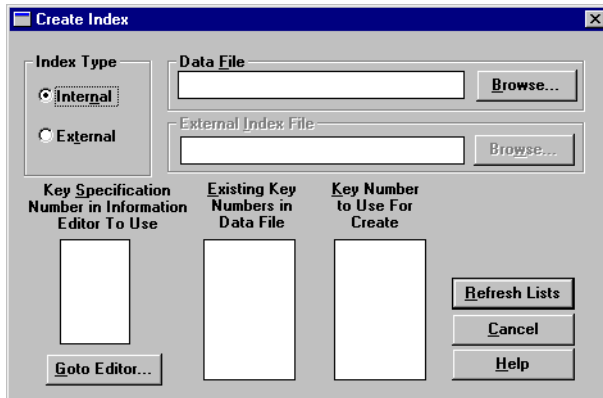 Create Index
Index Type
Internal
External
Data File
Browse...
External Index File
Browse...
Key Specification
Number in Information
Editor To Use
Existing Key
Numbers in
Data File
Key Number
to Use For
Create
Goto Editor...
Refresh Lists
Cancel
Help